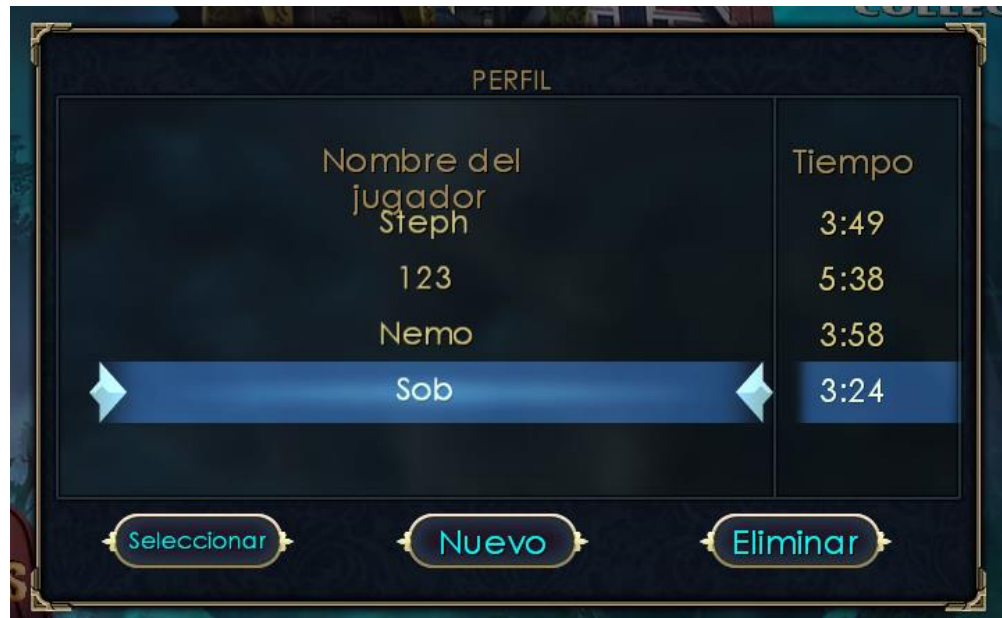 PERFIL
Nombre del
jugador
Tiempo
Steph 3:49
123 5:38
Nemo 3:58
Sob 3:24
Seleccionar Nuevo Eliminar